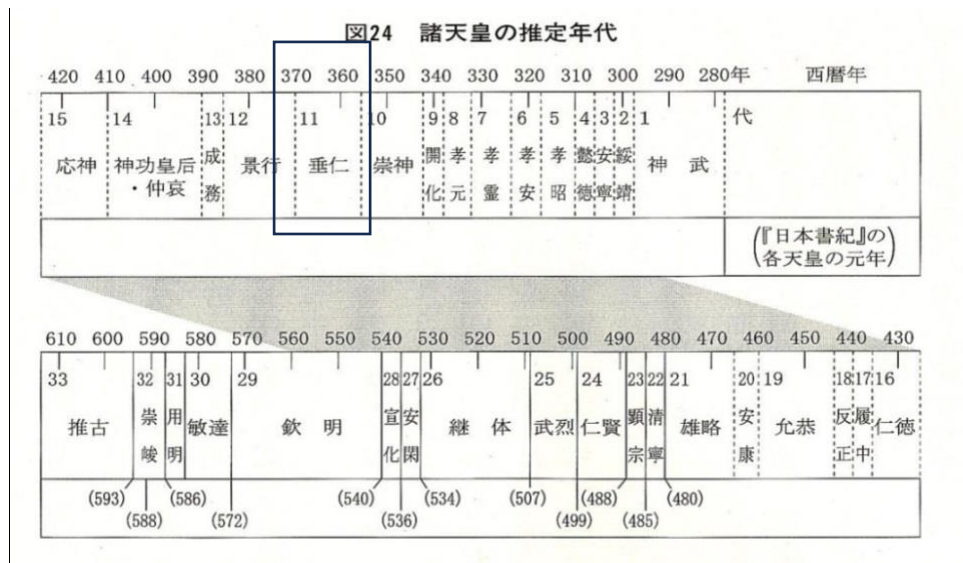 図24 諸天皇の推定年代
420 410 400 390 380 370 360 350 340 330 320 310 300 290 280年 西暦年
15 14 13 12 11 10 9 8 7 6 5 4 3 2 1 代
応神 神功皇后・仲哀 成務 景行 垂仁 崇神 開化 孝元 孝霊 孝安 孝昭 懿徳 安寧 綏靖 神武
(『日本書紀』の
各天皇の元年)
610 600 590 580 570 560 550 540 530 520 510 500 490 480 470 460 450 440 430
33 32 31 30 29 28 27 26 25 24 23 22 21 20 19 18 17 16
推古 崇峻 用明 敏達 欽明 宣化 安閑 継体 武烈 仁賢 顕宗 清寧 雄略 安康 允恭 反正 履中 仁徳
(593) (586) (540) (534) (507) (488) (480)
(588) (572) (536) (499) (485)